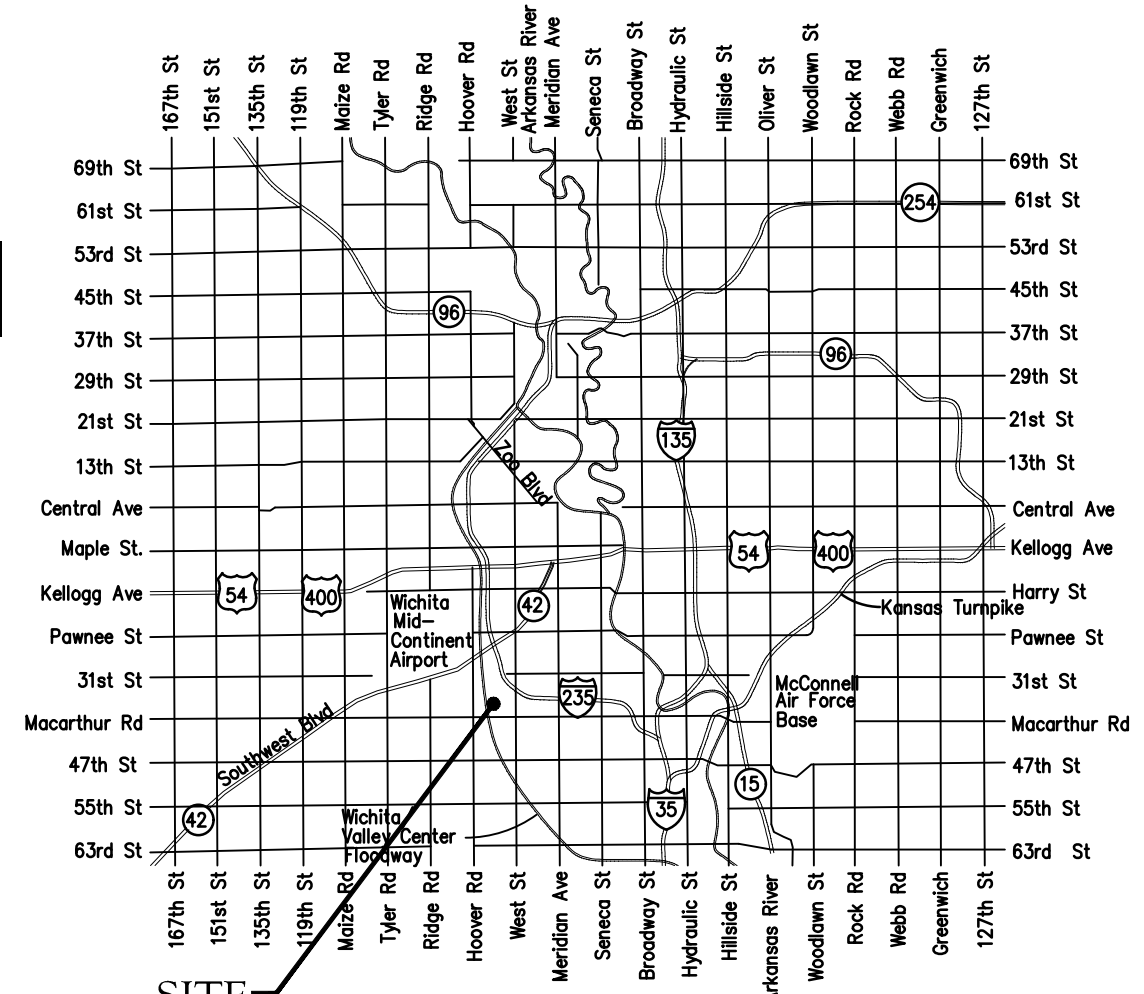 167th St
151st St
135th St
119th St
Maize Rd
Tyler Rd
Ridge Rd
Hoover Rd
West St
Arkansas River
Meridian Ave
Seneca St
Broadway St
Hydraulic St
Hillside St
Oliver St
Woodlawn St
Rock Rd
Webb Rd
Greenwich
127th St
69th St
61st St
53rd St
45th St
37th St
29th St
21st St
13th St
Central Ave
Maple St.
Kellogg Ave
Pawnee St
31st St
Macarthur Rd
47th St
55th St
63rd St
69th St
61st St
53rd St
45th St
37th St
29th St
21st St
13th St
Central Ave
Kellogg Ave
Harry St
Pawnee St
31st St
Macarthur Rd
47th St
55th St
63rd St
254
96
96
135
Zoo Blvd
54
400
54
400
42
Kansas Turnpike
Wichita
Mid-
Continent
Airport
235
McConnell
Air Force
Base
Southwest Blvd
15
35
42
Wichita
Valley Center
Floodway
167th St
151st St
135th St
119th St
Maize Rd
Tyler Rd
Ridge Rd
Hoover Rd
West St
Meridian Ave
Seneca St
Broadway St
Hydraulic St
Hillside St
rkansas River
Woodlawn St
Rock Rd
Webb Rd
Greenwich
127th St
SITE